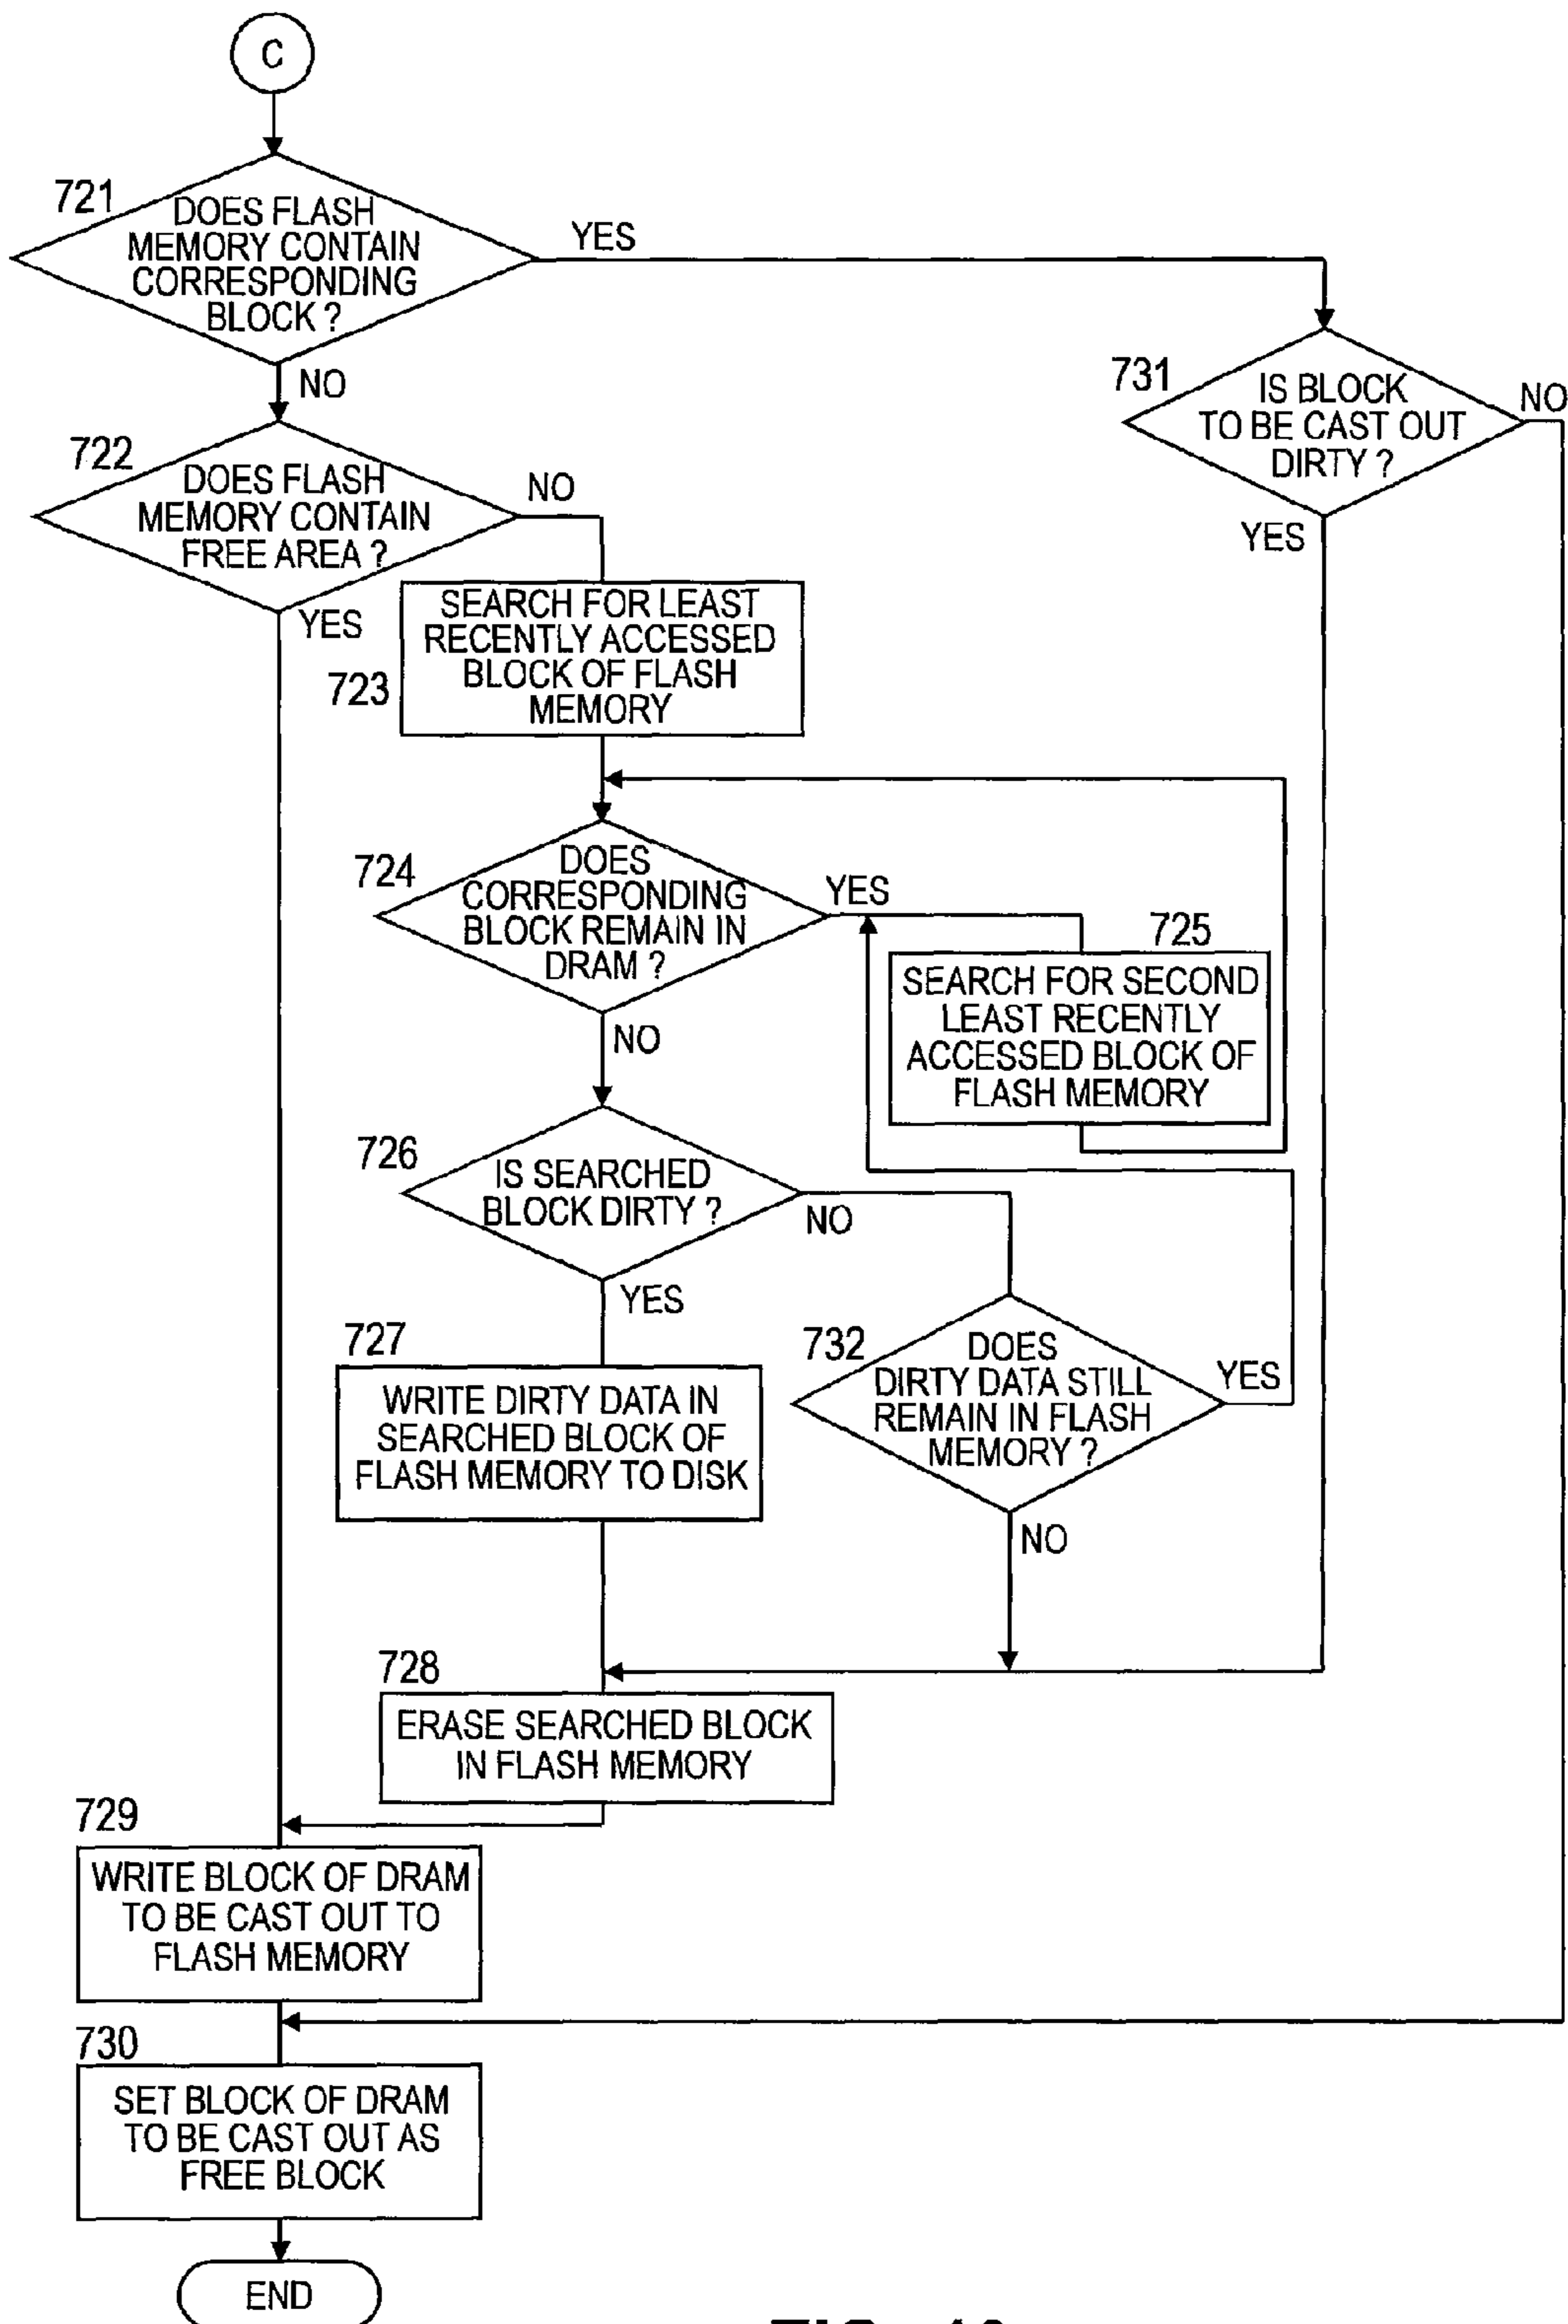 C
721
DOES FLASH
MEMORY CONTAIN
CORRESPONDING
BLOCK ?
YES
NO
731
IS BLOCK
TO BE CAST OUT
DIRTY ?
NO
YES
722
DOES FLASH
MEMORY CONTAIN
FREE AREA ?
NO
YES
723
SEARCH FOR LEAST
RECENTLY ACCESSED
BLOCK OF FLASH
MEMORY
724
DOES
CORRESPONDING
BLOCK REMAIN IN
DRAM ?
YES
NO
725
SEARCH FOR SECOND
LEAST RECENTLY
ACCESSED BLOCK OF
FLASH MEMORY
726
IS SEARCHED
BLOCK DIRTY ?
NO
YES
727
WRITE DIRTY DATA IN
SEARCHED BLOCK OF
FLASH MEMORY TO DISK
732
DOES
DIRTY DATA STILL
REMAIN IN FLASH
MEMORY ?
YES
NO
728
ERASE SEARCHED BLOCK
IN FLASH MEMORY
729
WRITE BLOCK OF DRAM
TO BE CAST OUT TO
FLASH MEMORY
730
SET BLOCK OF DRAM
TO BE CAST OUT AS
FREE BLOCK
END